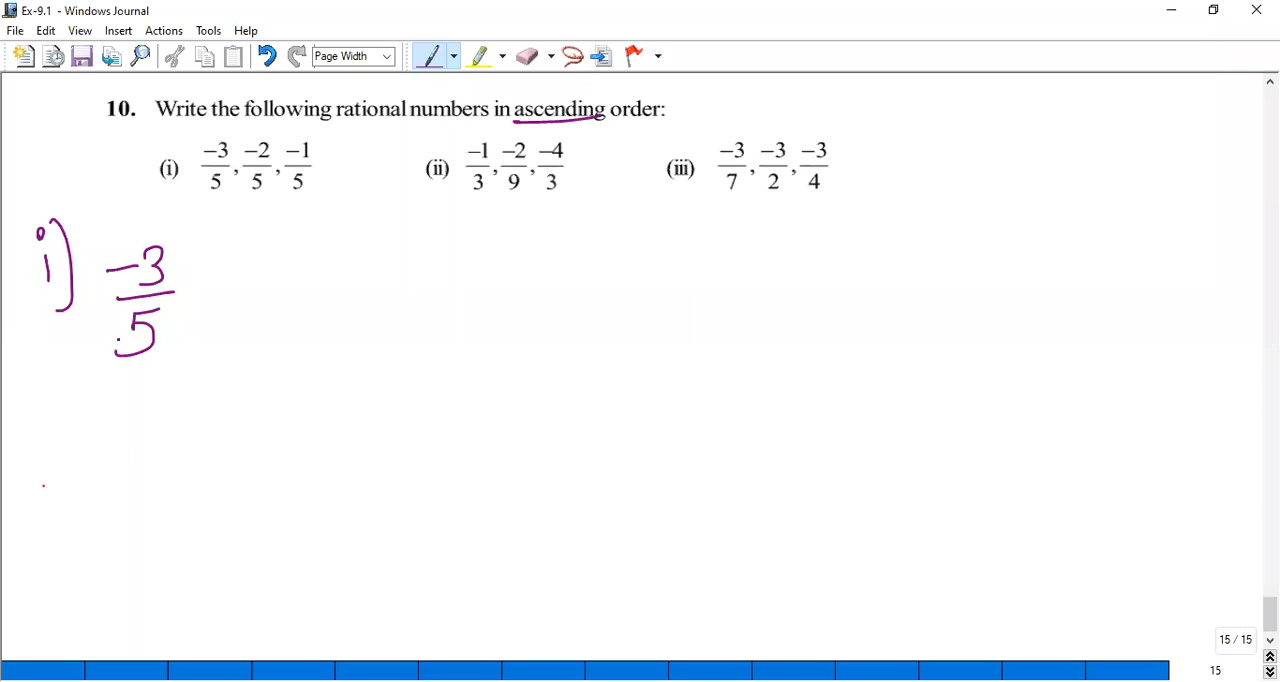 Ex-9.1 - Windows Journal
File Edit View Insert Actions Tools Help
Page Width
10. Write the following rational numbers in ascending order:
(i) −3/5, −2/5, −1/5 (ii) −1/3, −2/9, −4/3 (iii) −3/7, −3/2, −3/4
i) −3/5
15 / 15
15